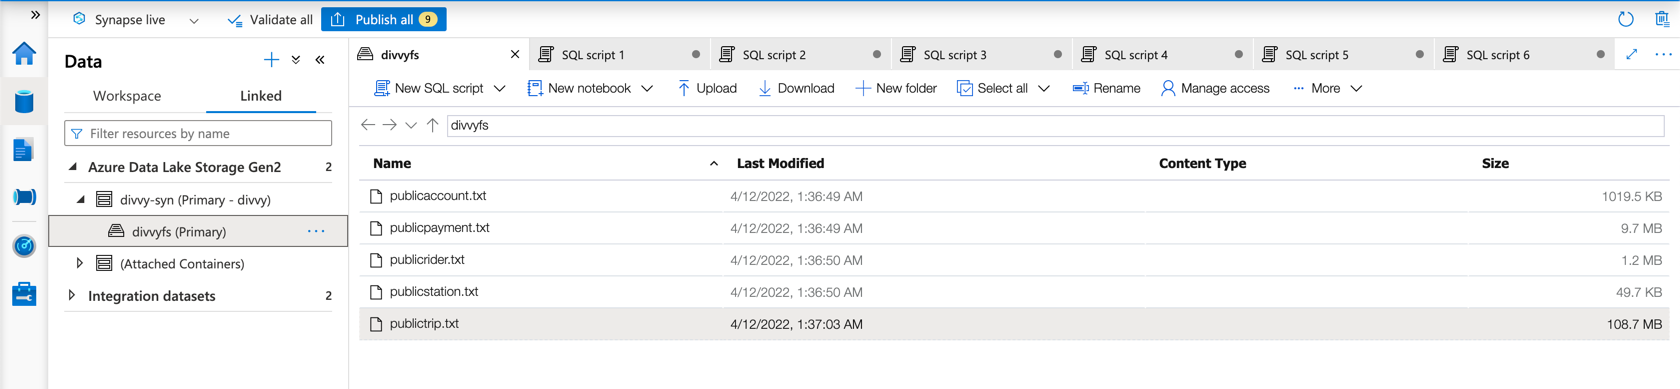 » Synapse live Validate all Publish all 9
Data
Workspace Linked
Filter resources by name
Azure Data Lake Storage Gen2 2
divvy-syn (Primary - divvy)
divvyfs (Primary) ...
(Attached Containers)
Integration datasets 2
divvyfs SQL script 1 SQL script 2 SQL script 3 SQL script 4 SQL script 5 SQL script 6 ...
New SQL script New notebook Upload Download New folder Select all Rename Manage access ... More
divvyfs
Name Last Modified Content Type Size
publicaccount.txt 4/12/2022, 1:36:49 AM 1019.5 KB
publicpayment.txt 4/12/2022, 1:36:49 AM 9.7 MB
publicrider.txt 4/12/2022, 1:36:50 AM 1.2 MB
publicstation.txt 4/12/2022, 1:36:50 AM 49.7 KB
publictrip.txt 4/12/2022, 1:37:03 AM 108.7 MB